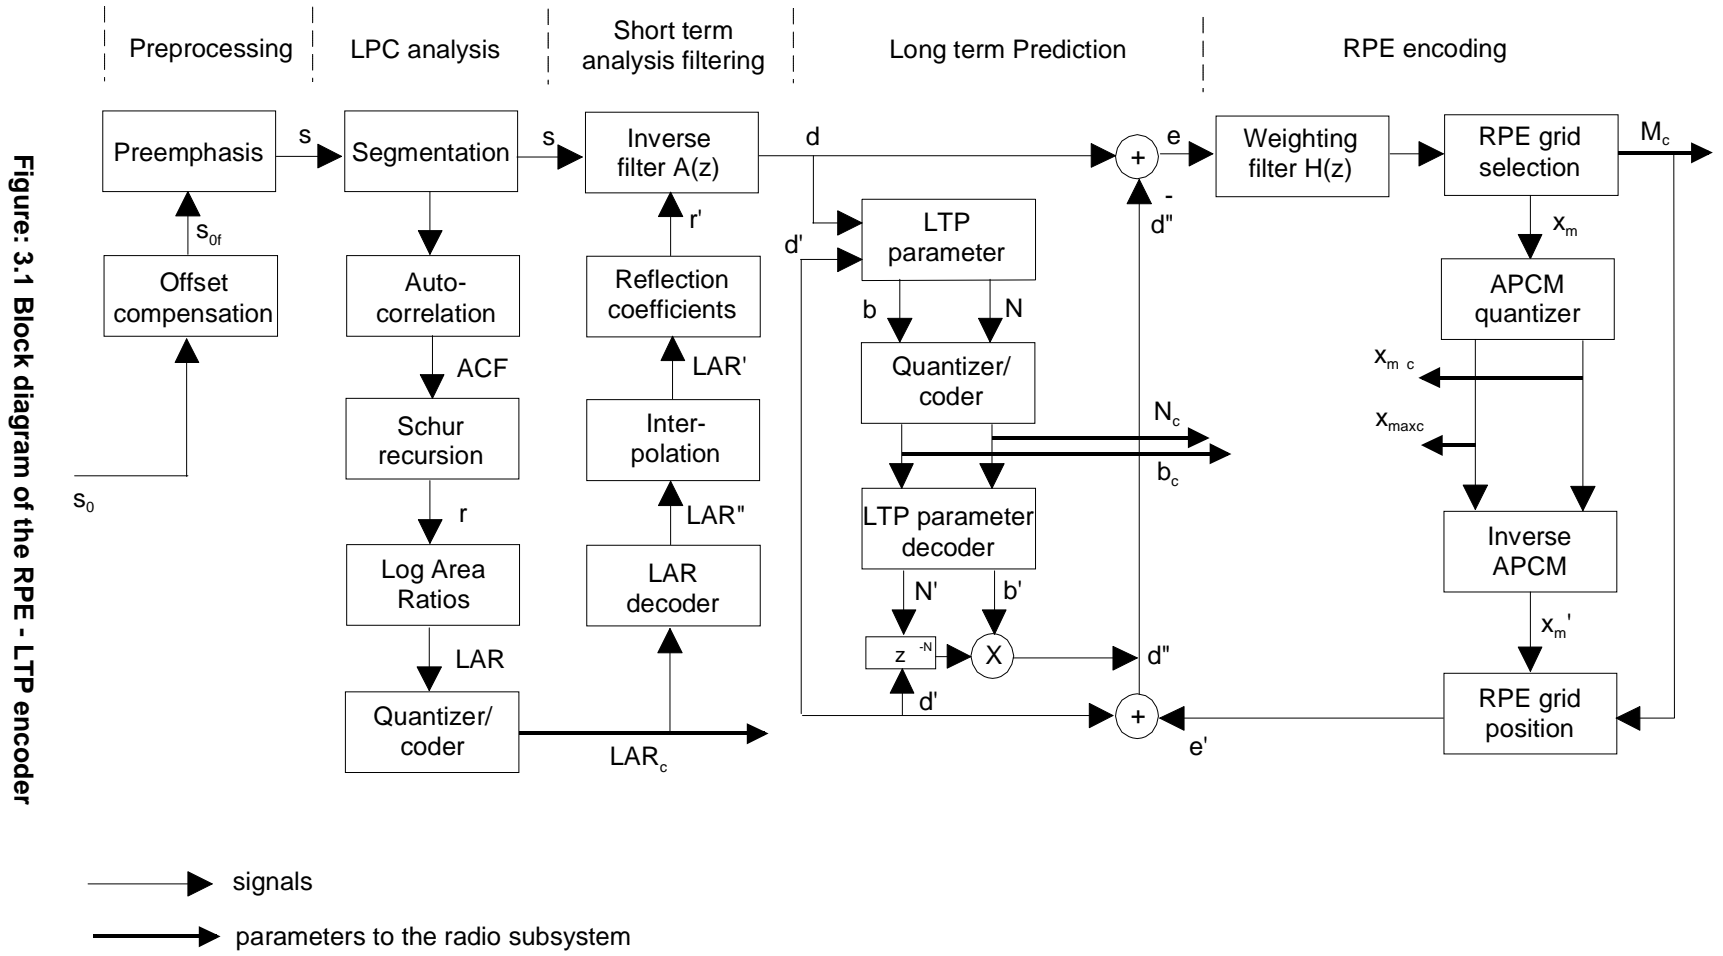 Preprocessing
LPC analysis
Short term
analysis filtering
Long term Prediction
RPE encoding
Preemphasis
s
Segmentation
s
Inverse
filter A(z)
d
+
e
Weighting
filter H(z)
RPE grid
selection
Mc
s0f
r'
LTP
parameter
-
d"
d'
xm
Offset
compensation
Auto-
correlation
Reflection
coefficients
b
N
APCM
quantizer
ACF
LAR'
Quantizer/
coder
xm c
Schur
recursion
Inter-
polation
Nc
xmaxc
bc
s0
r
LAR"
LTP parameter
decoder
Inverse
APCM
Log Area
Ratios
LAR
decoder
N'
b'
xm'
LAR
z -N
X
d"
Quantizer/
coder
d'
+
RPE grid
position
LARc
e'
signals
parameters to the radio subsystem
Figure: 3.1 Block diagram of the RPE - LTP encoder